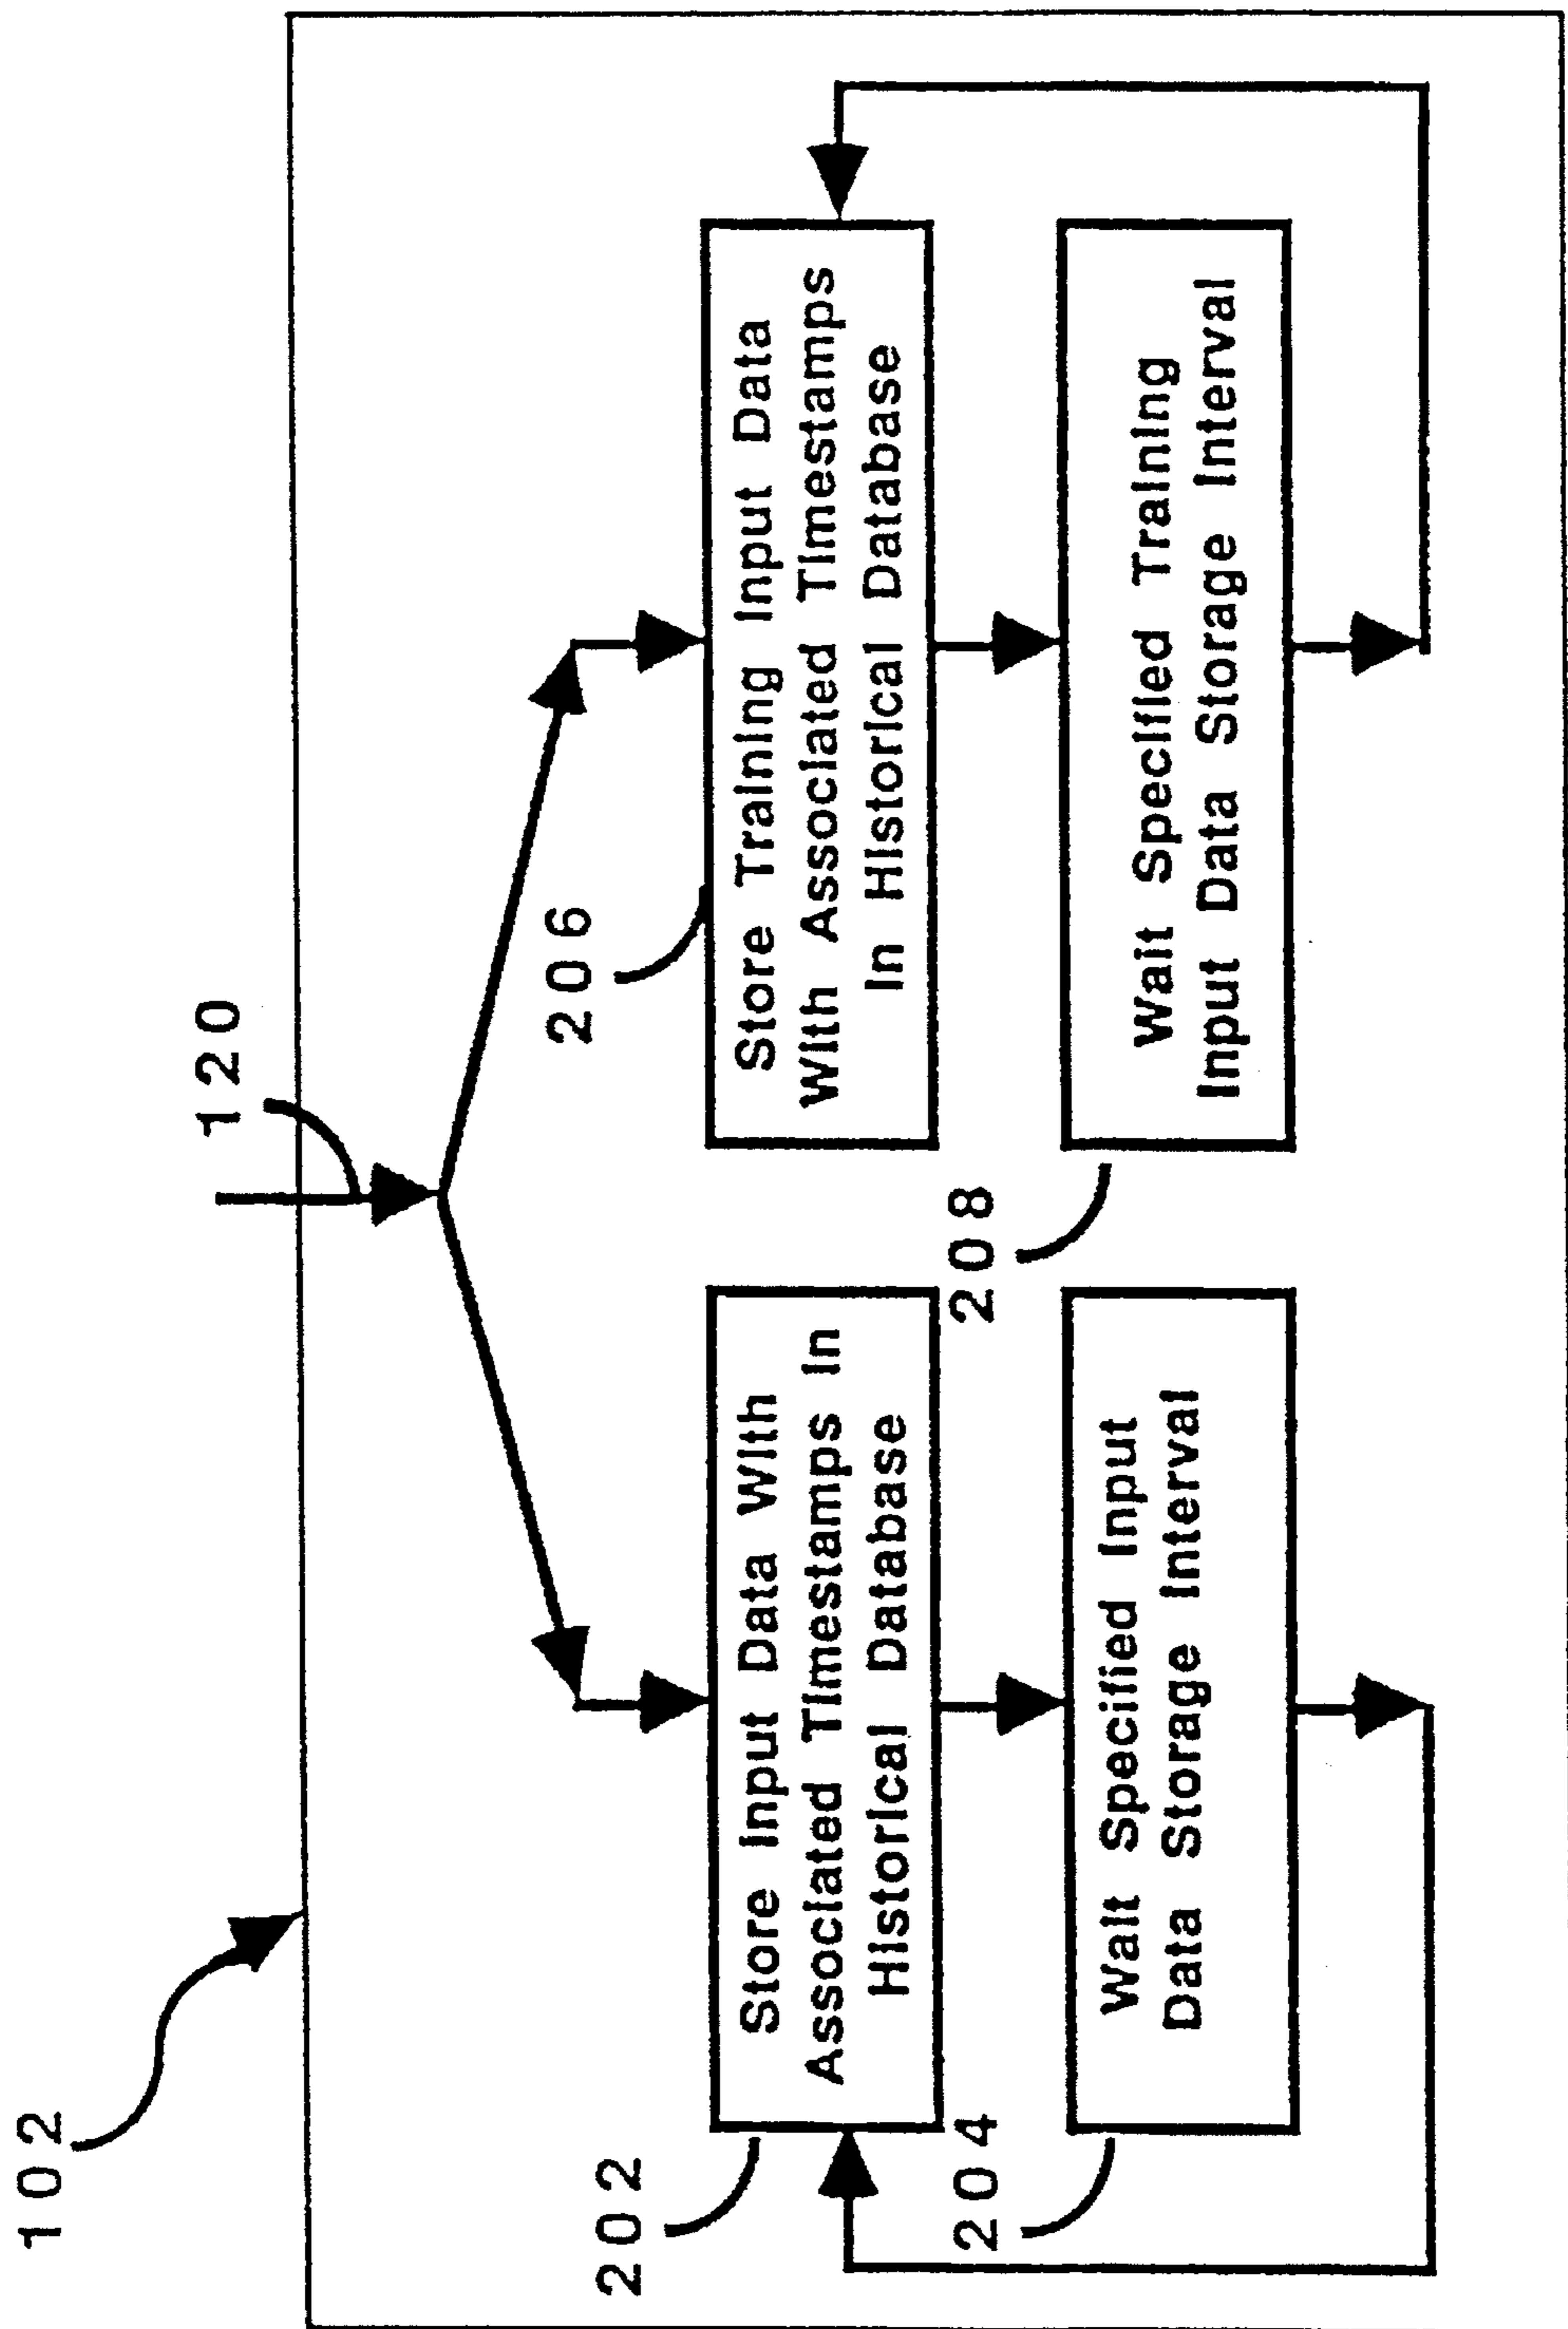 102
120
202
Store Input Data With
Associated Timestamps In
Historical Database
204
Wait Specified Input
Data Storage Interval
206
Store Training Input Data
With Associated Timestamps
In Historical Database
208
Wait Specified Training
Input Data Storage Interval